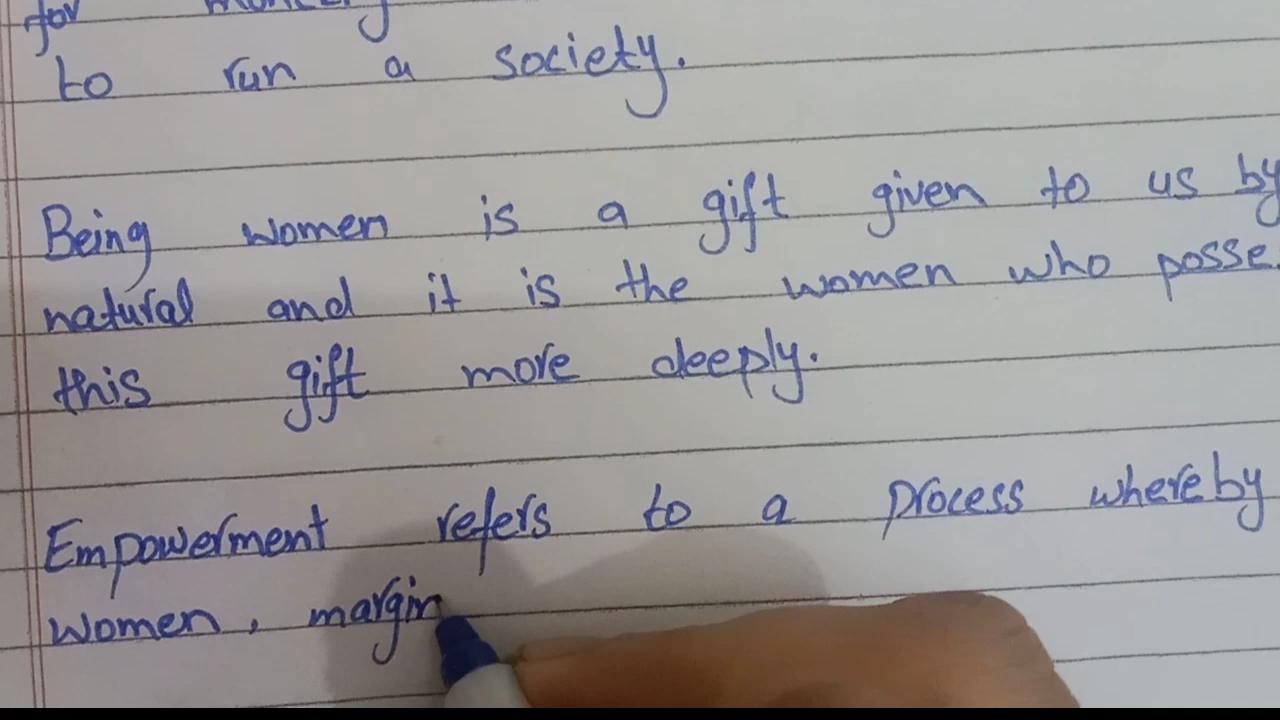 for
to run a society.
Being women is a gift given to us by
natural and it is the women who posse
this gift more deeply.
Empowerment refers to a process whereby
women, margin